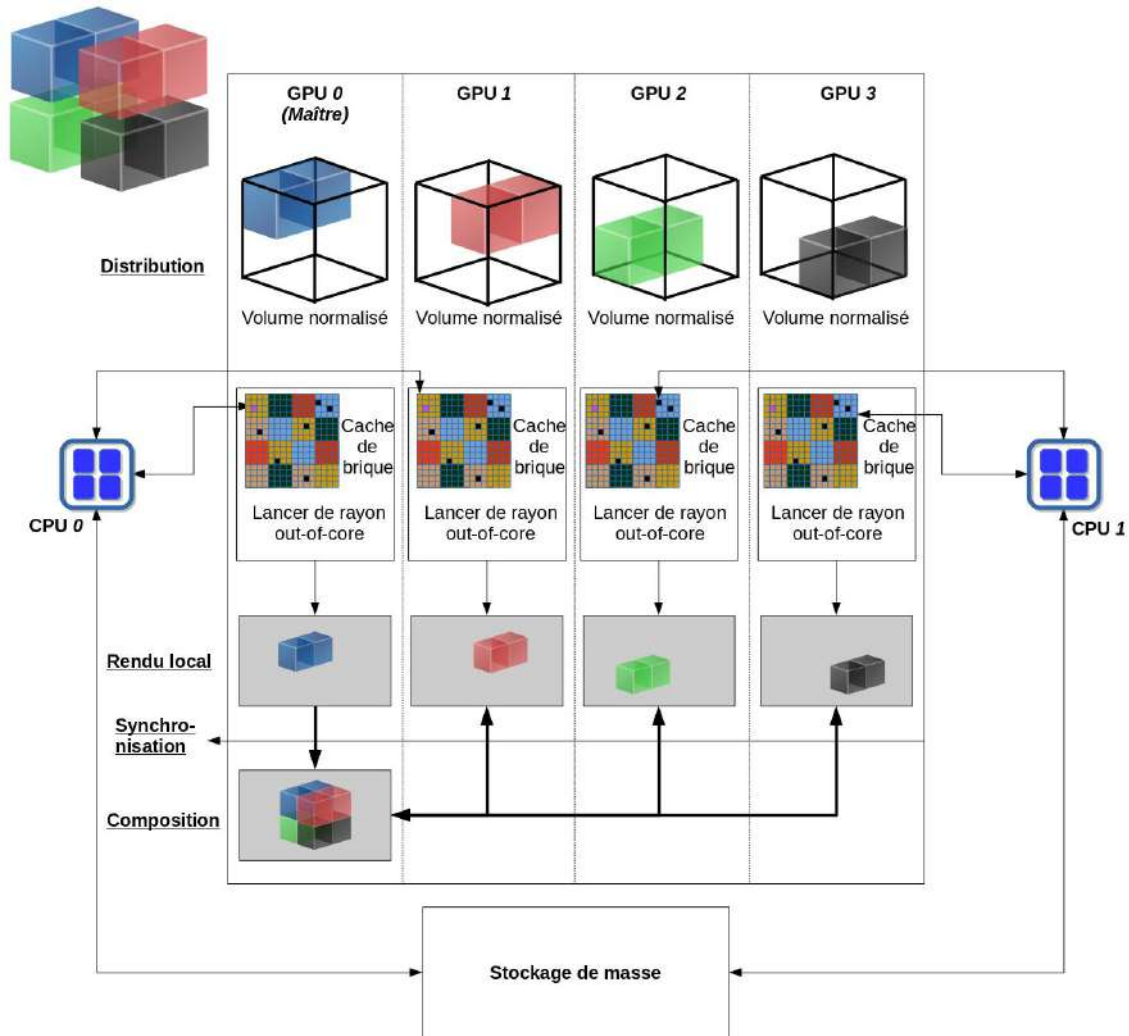 GPU 0
(Maître)
GPU 1
GPU 2
GPU 3
Distribution
Volume normalisé
Volume normalisé
Volume normalisé
Volume normalisé
Cache
de
brique
Cache
de
brique
Cache
de
brique
Cache
de
brique
Lancer de rayon
out-of-core
Lancer de rayon
out-of-core
Lancer de rayon
out-of-core
Lancer de rayon
out-of-core
CPU 0
CPU 1
Rendu local
Synchro-
nisation
Composition
Stockage de masse